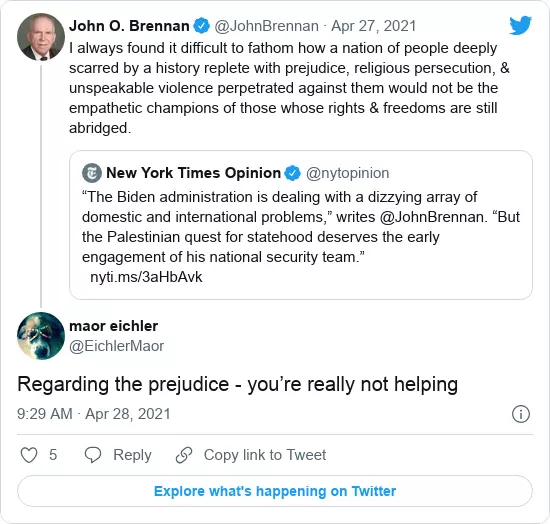 John O. Brennan @JohnBrennan · Apr 27, 2021
I always found it difficult to fathom how a nation of people deeply
scarred by a history replete with prejudice, religious persecution, &
unspeakable violence perpetrated against them would not be the
empathetic champions of those whose rights & freedoms are still
abridged.
New York Times Opinion @nytopinion
“The Biden administration is dealing with a dizzying array of
domestic and international problems,” writes @JohnBrennan. “But
the Palestinian quest for statehood deserves the early
engagement of his national security team.”
nyti.ms/3aHbAvk
maor eichler
@EichlerMaor
Regarding the prejudice - you’re really not helping
9:29 AM · Apr 28, 2021
5 Reply Copy link to Tweet
Explore what's happening on Twitter